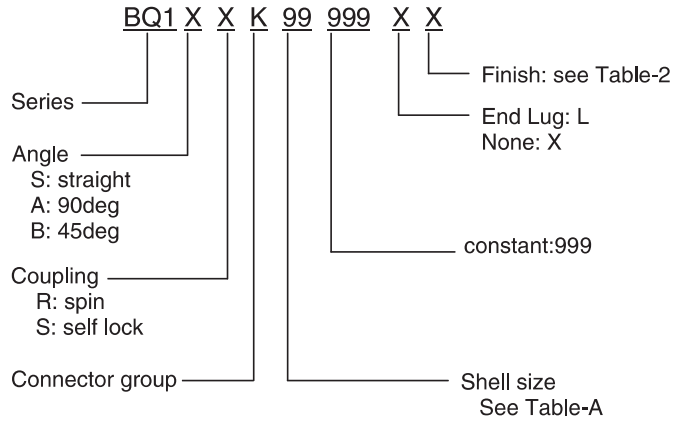 BQ1 X X K 99 999 X X
Finish: see Table-2
Series
End Lug: L
None: X
Angle
S: straight
A: 90deg
B: 45deg
constant:999
Coupling
R: spin
S: self lock
Connector group
Shell size
See Table-A